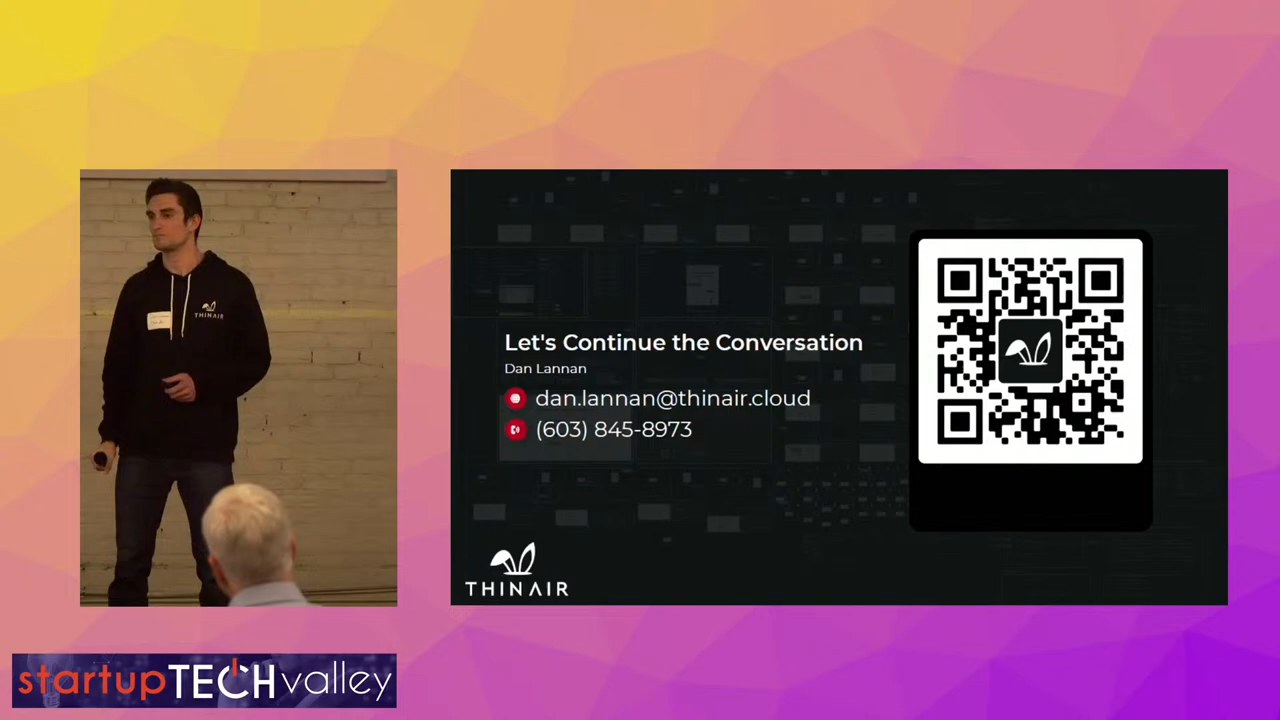 THINAIR
Let's Continue the Conversation
Dan Lannan
dan.lannan@thinair.cloud
(603) 845-8973
THINAIR
startupTECHvalley